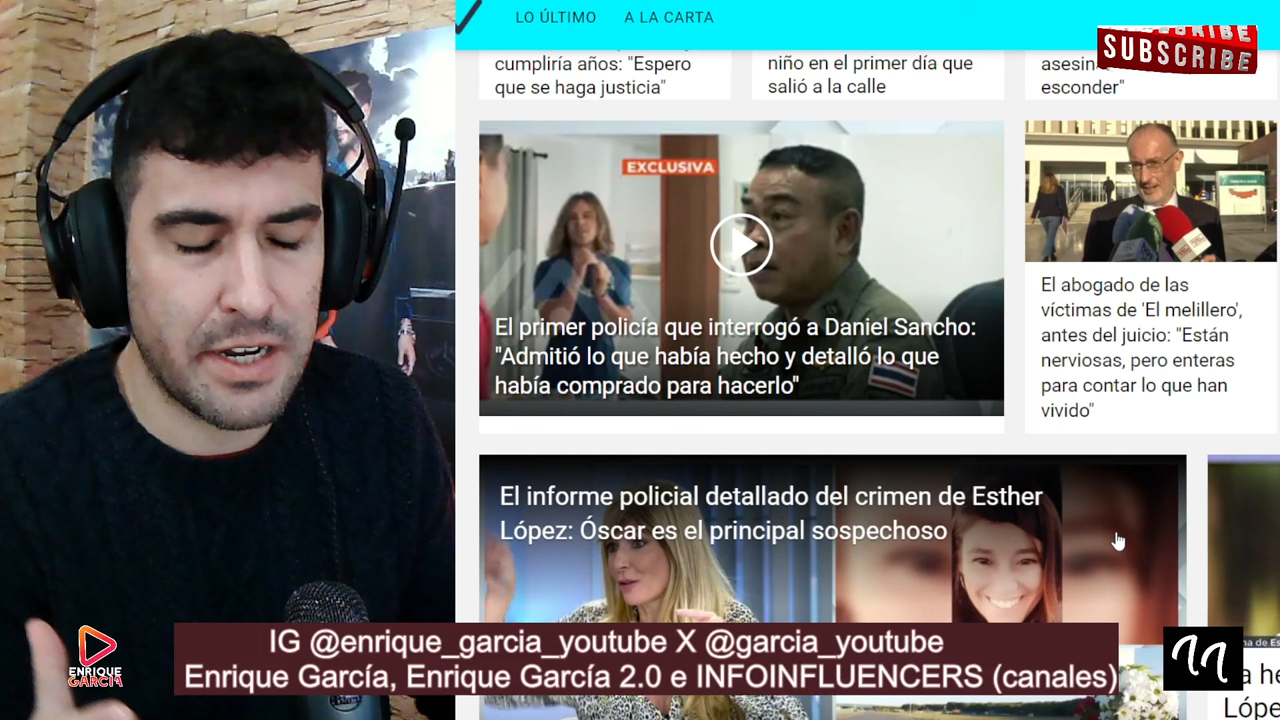 LO ÚLTIMO
A LA CARTA
SUBSCRIBE
SUBSCRIBE
cumpliría años: "Espero
que se haga justicia"
niño en el primer día que
salió a la calle
esconder"
EXCLUSIVA
El primer policía que interrogó a Daniel Sancho:
"Admitió lo que había hecho y detalló lo que
había comprado para hacerlo"
El abogado de las
víctimas de 'El melillero',
antes del juicio: "Están
nerviosas, pero enteras
para contar lo que han
vivido"
El informe policial detallado del crimen de Esther
López: Óscar es el principal sospechoso
IG @enrique_garcia_youtube X @garcia_youtube
Enrique García, Enrique García 2.0 e INFOINFLUENCERS (canales)
ENRIQUE
GARCIA